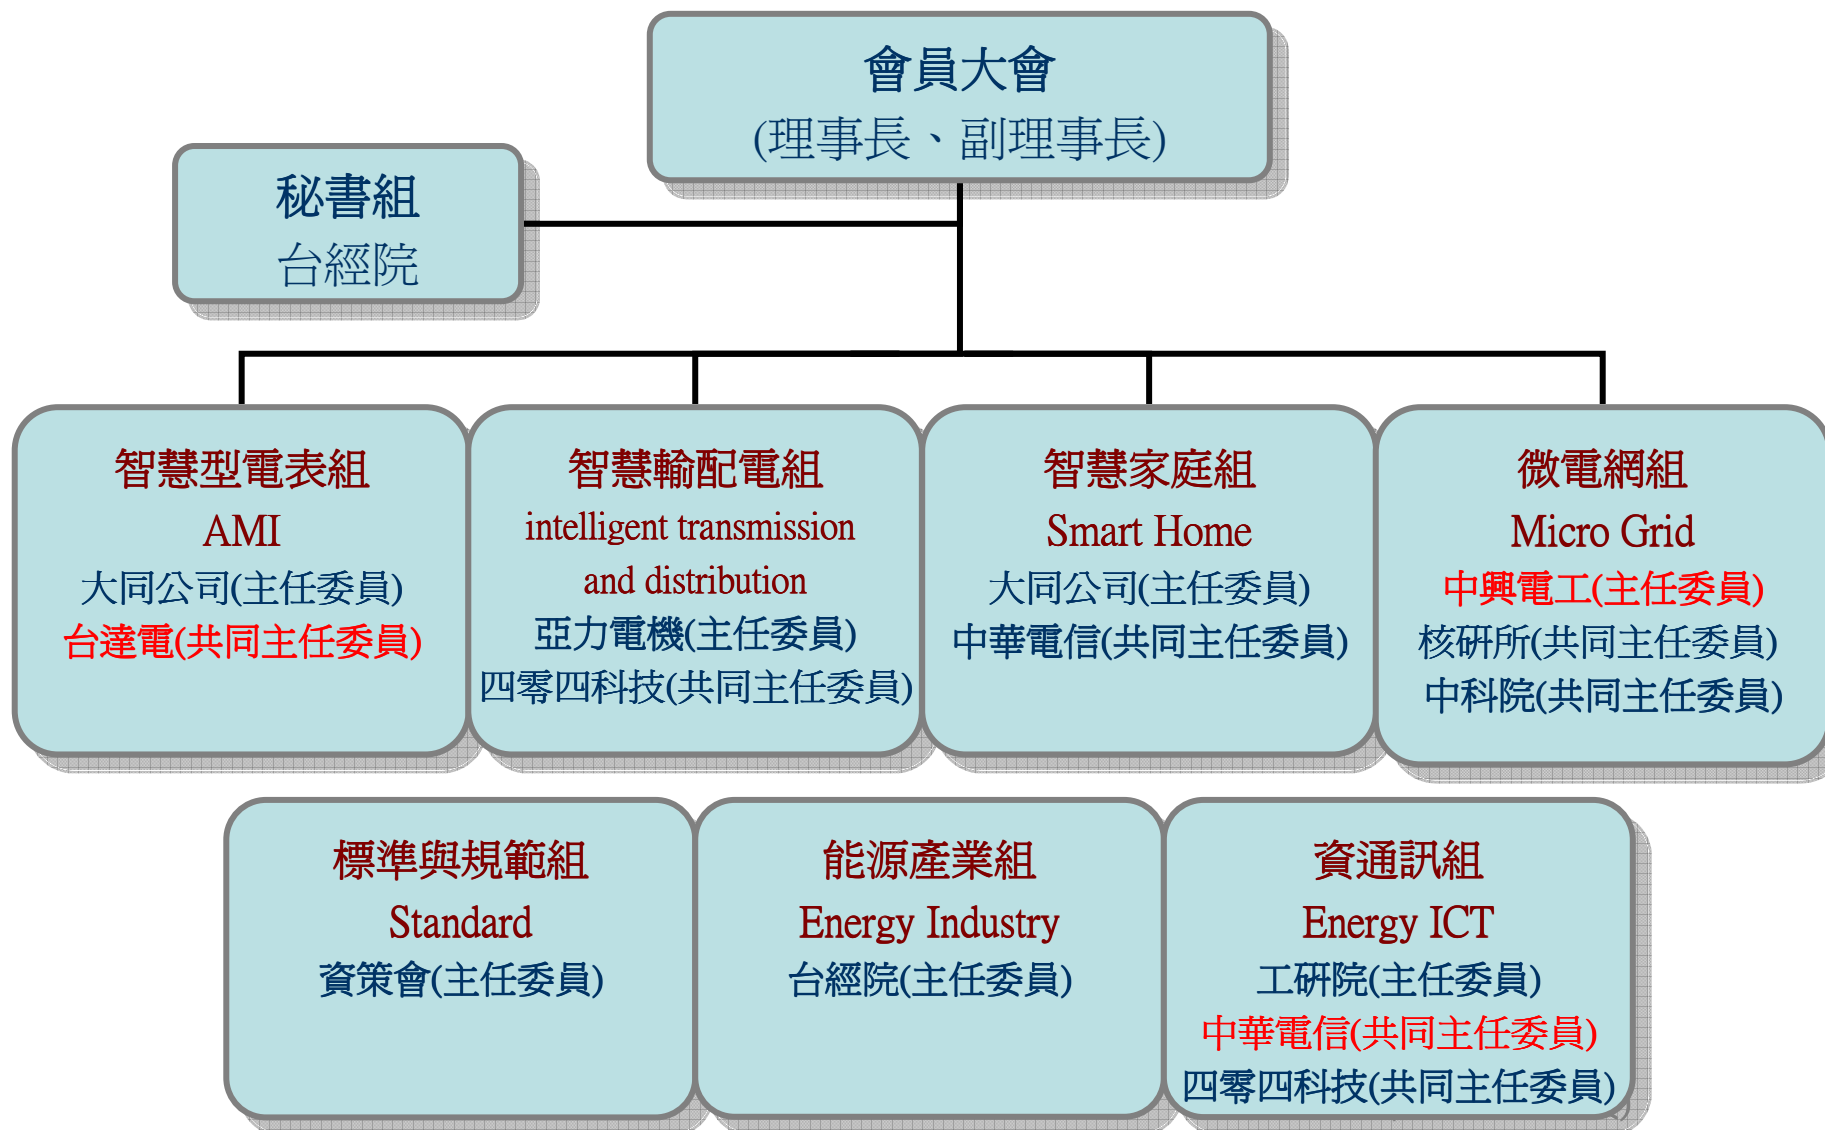 會員大會
(理事長、副理事長)
秘書組
台經院
智慧型電表組
AMI
大同公司(主任委員)
台達電(共同主任委員)
智慧輸配電組
intelligent transmission
and distribution
亞力電機(主任委員)
四零四科技(共同主任委員)
智慧家庭組
Smart Home
大同公司(主任委員)
中華電信(共同主任委員)
微電網組
Micro Grid
中興電工(主任委員)
核研所(共同主任委員)
中科院(共同主任委員)
標準與規範組
Standard
資策會(主任委員)
能源產業組
Energy Industry
台經院(主任委員)
資通訊組
Energy ICT
工研院(主任委員)
中華電信(共同主任委員)
四零四科技(共同主任委員)